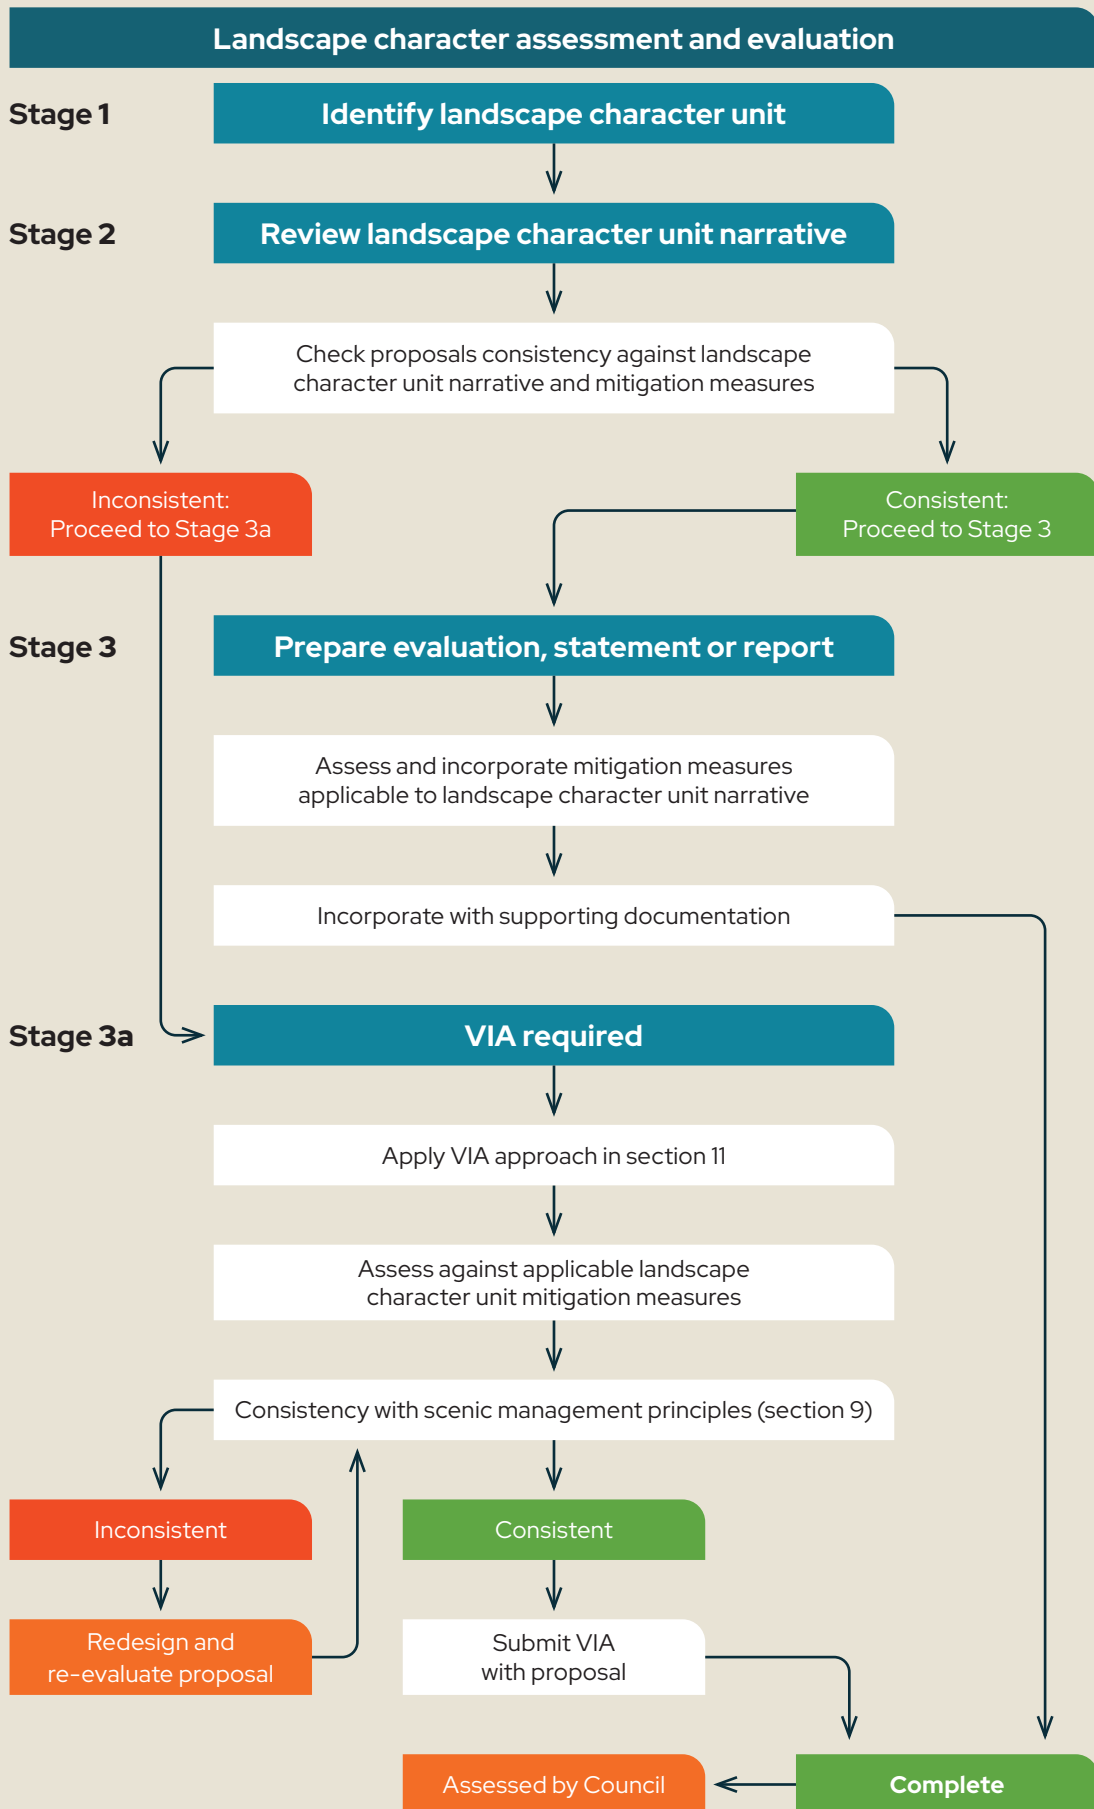 Landscape character assessment and evaluation
Stage 1
Identify landscape character unit
Stage 2
Review landscape character unit narrative
Check proposals consistency against landscape
character unit narrative and mitigation measures
Inconsistent:
Proceed to Stage 3a
Consistent:
Proceed to Stage 3
Stage 3
Prepare evaluation, statement or report
Assess and incorporate mitigation measures
applicable to landscape character unit narrative
Incorporate with supporting documentation
Stage 3a
VIA required
Apply VIA approach in section 11
Assess against applicable landscape
character unit mitigation measures
Consistency with scenic management principles (section 9)
Inconsistent
Consistent
Redesign and
re-evaluate proposal
Submit VIA
with proposal
Assessed by Council
Complete